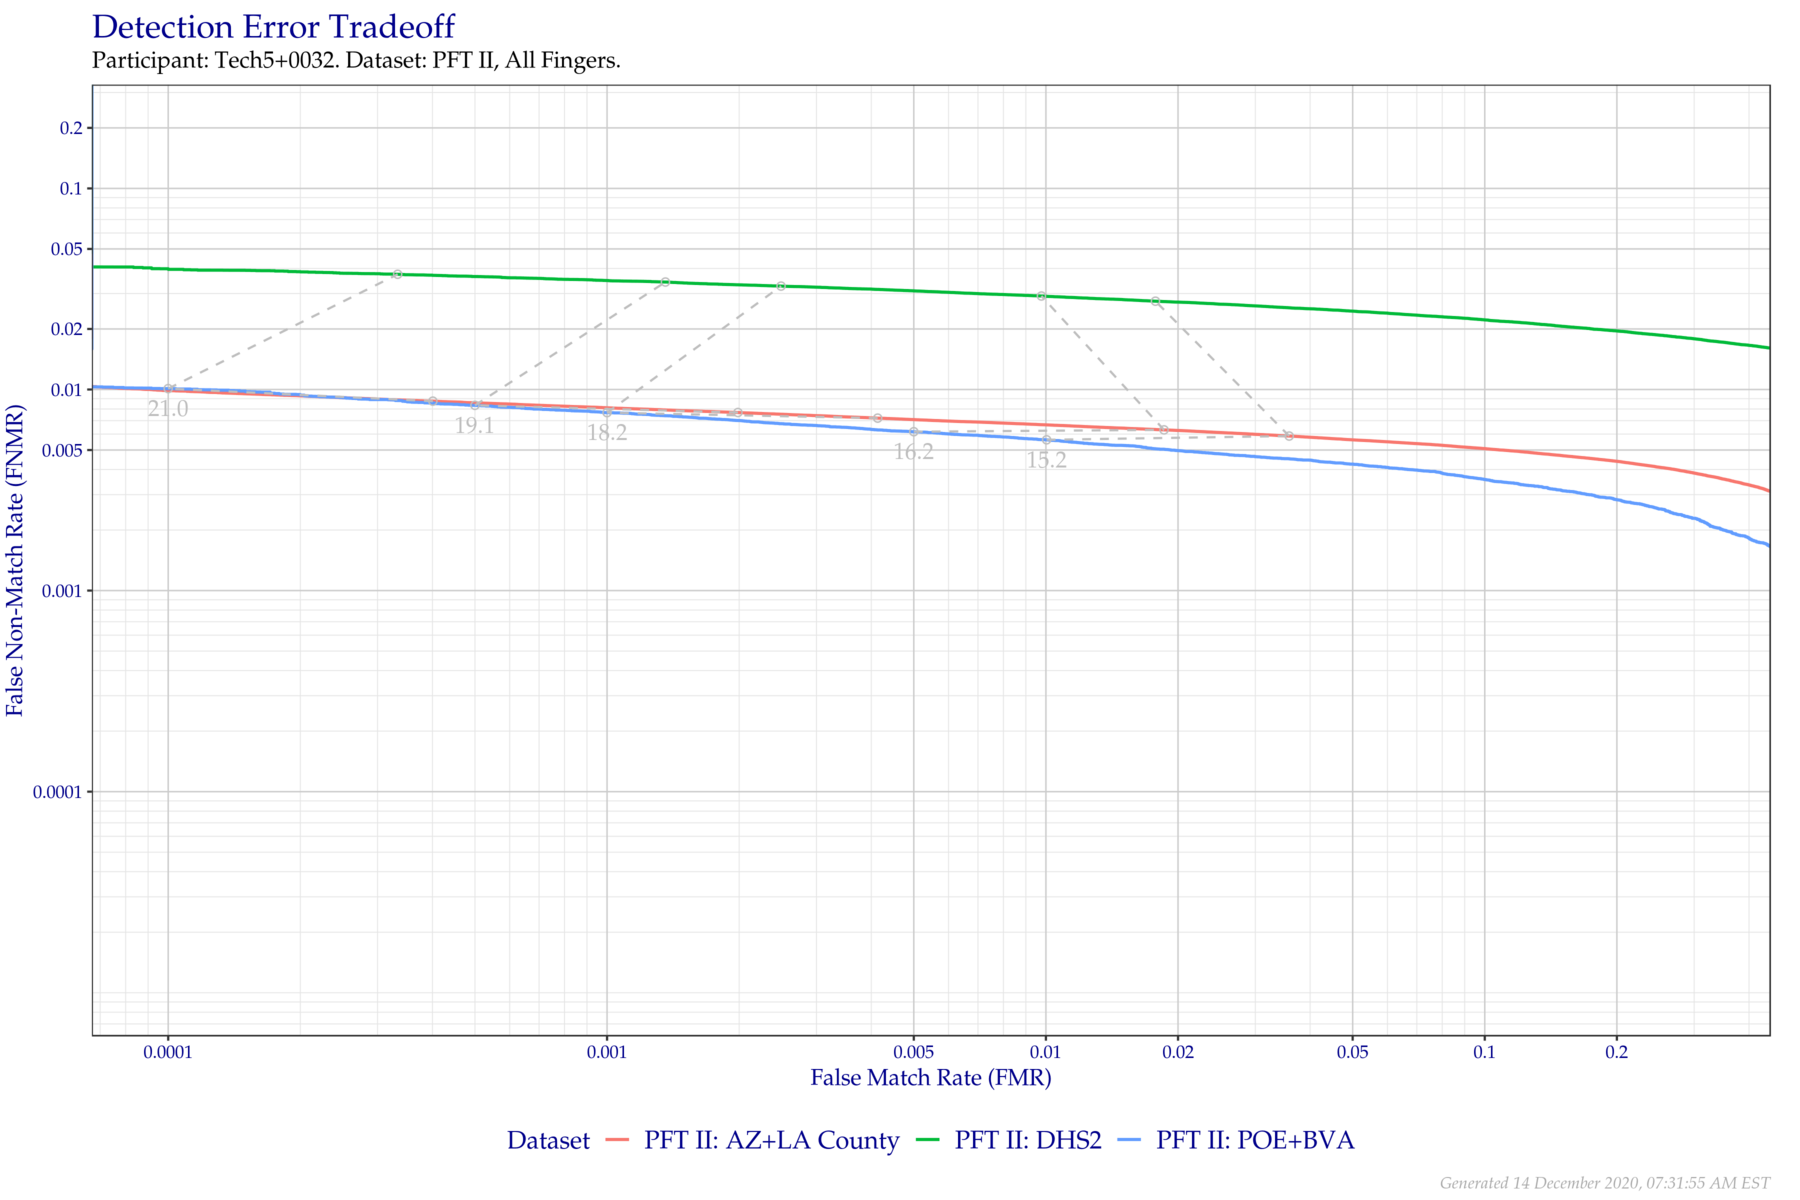 Detection Error Tradeoff
Participant: Tech5+0032. Dataset: PFT II, All Fingers.
False Non-Match Rate (FNMR)
0.2
0.1
0.05
0.02
0.01
0.005
0.001
0.0001
21.0
19.1
18.2
16.2
15.2
0.0001 0.001 0.005 0.01 0.02 0.05 0.1 0.2
False Match Rate (FMR)
Dataset PFT II: AZ+LA County PFT II: DHS2 PFT II: POE+BVA
Generated 14 December 2020, 07:31:55 AM EST